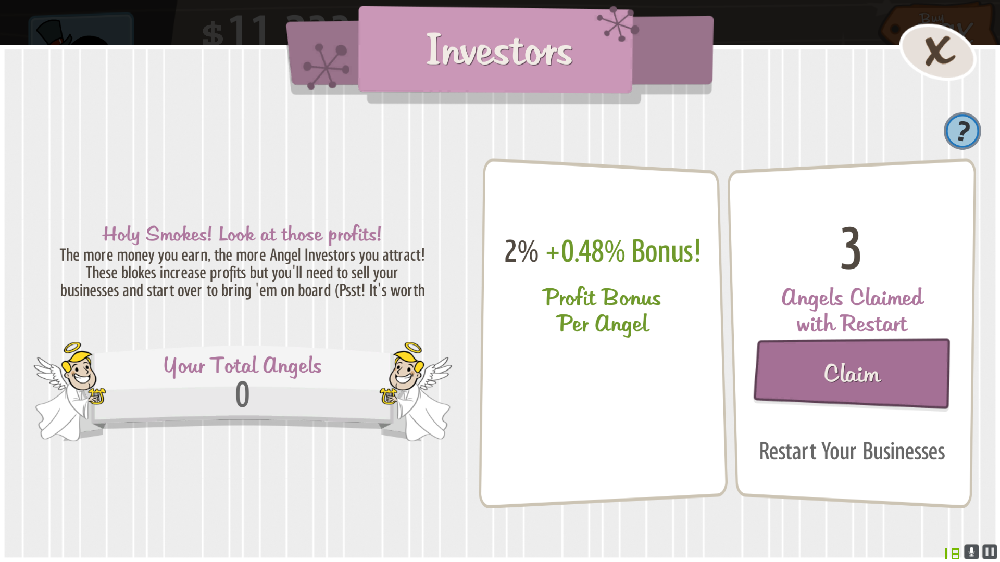 Buy
$11
Investors
X
?
Holy Smokes! Look at those profits!
The more money you earn, the more Angel Investors you attract!
These blokes increase profits but you'll need to sell your
businesses and start over to bring 'em on board (Psst! It's worth
Your Total Angels
0
2% +0.48% Bonus!
Profit Bonus
Per Angel
3
Angels Claimed
with Restart
Claim
Restart Your Businesses
18